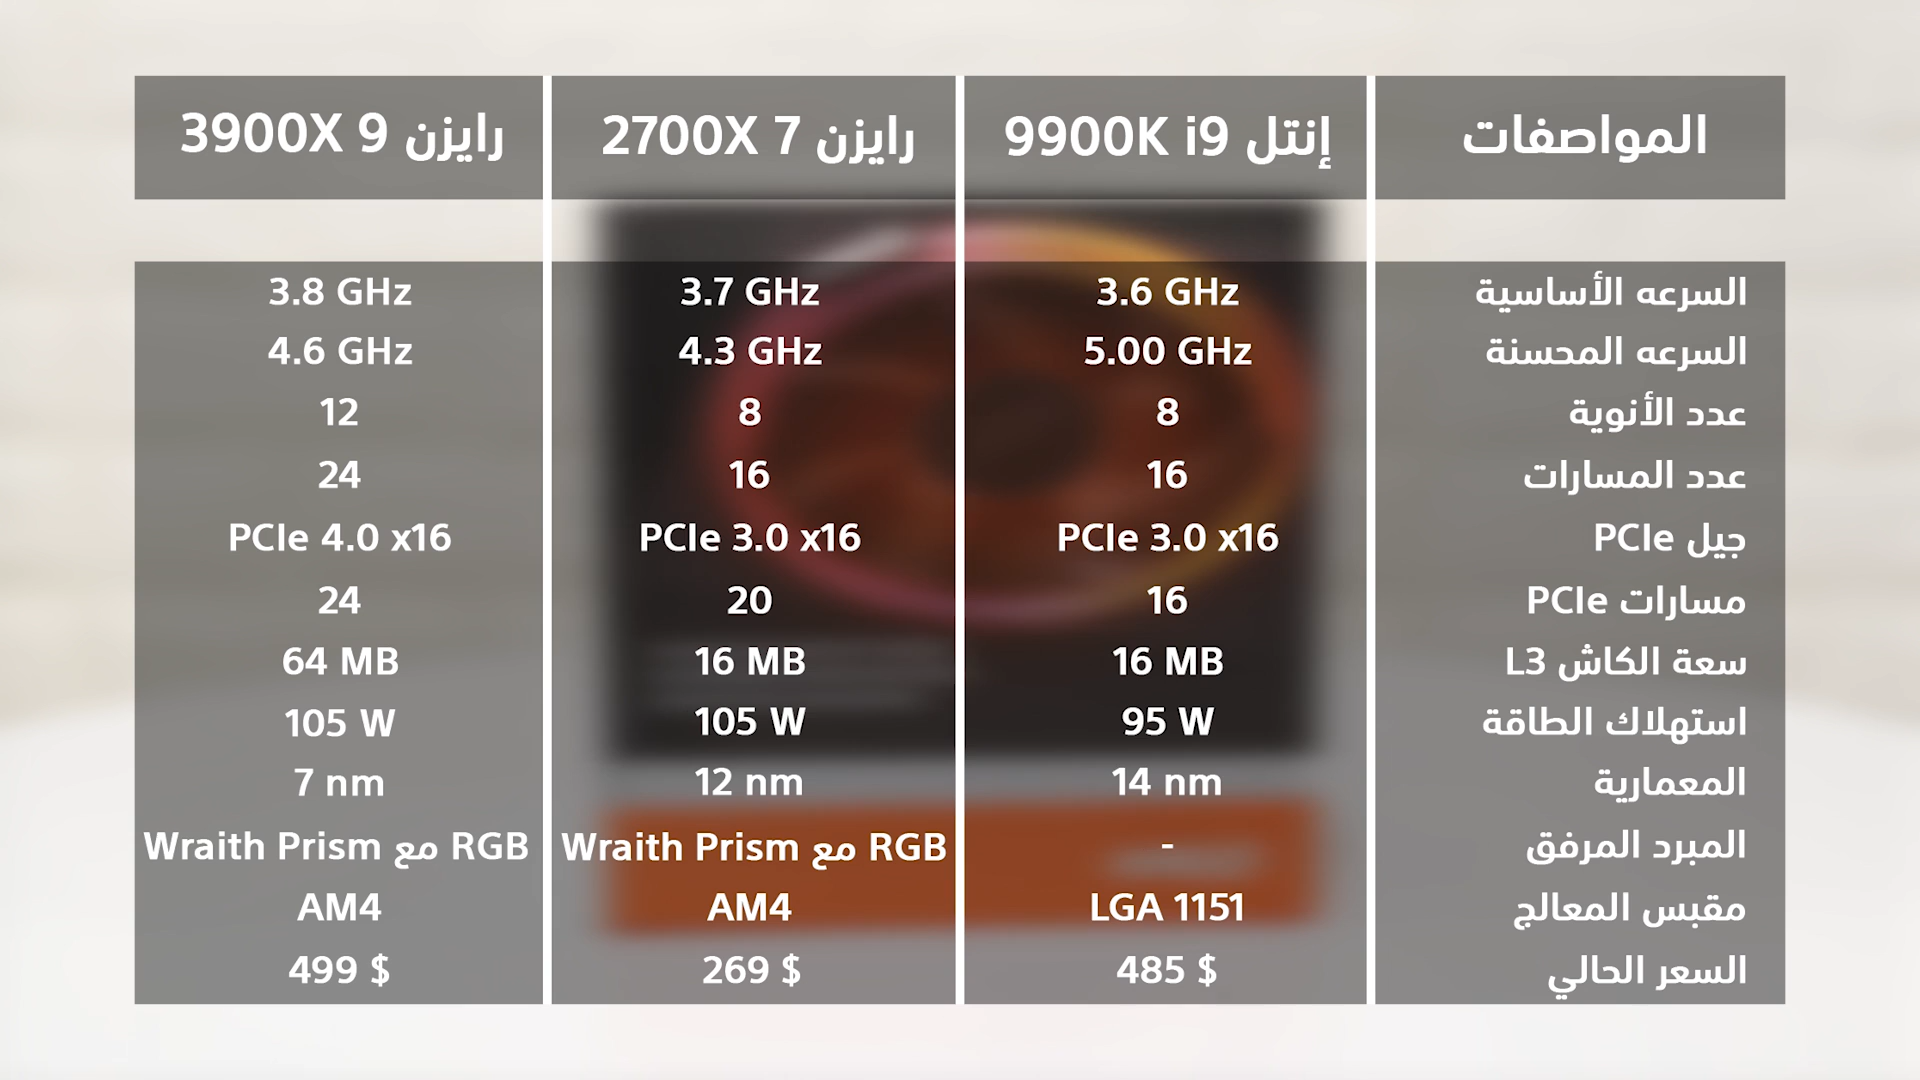 المواصفات إنتل 9900K i9 رايزن 7 2700X رايزن 9 3900X
السرعه الأساسية 3.6 GHz 3.7 GHz 3.8 GHz
السرعه المحسنة 5.00 GHz 4.3 GHz 4.6 GHz
عدد الأنوية 8 8 12
عدد المسارات 16 16 24
جيل PCIe PCIe 3.0 x16 PCIe 3.0 x16 PCIe 4.0 x16
مسارات PCIe 16 20 24
سعة الكاش L3 16 MB 16 MB 64 MB
استهلاك الطاقة 95 W 105 W 105 W
المعمارية 14 nm 12 nm 7 nm
المبرد المرفق - Wraith Prism مع RGB Wraith Prism مع RGB
مقبس المعالج LGA 1151 AM4 AM4
السعر الحالي 485 $ 269 $ 499 $